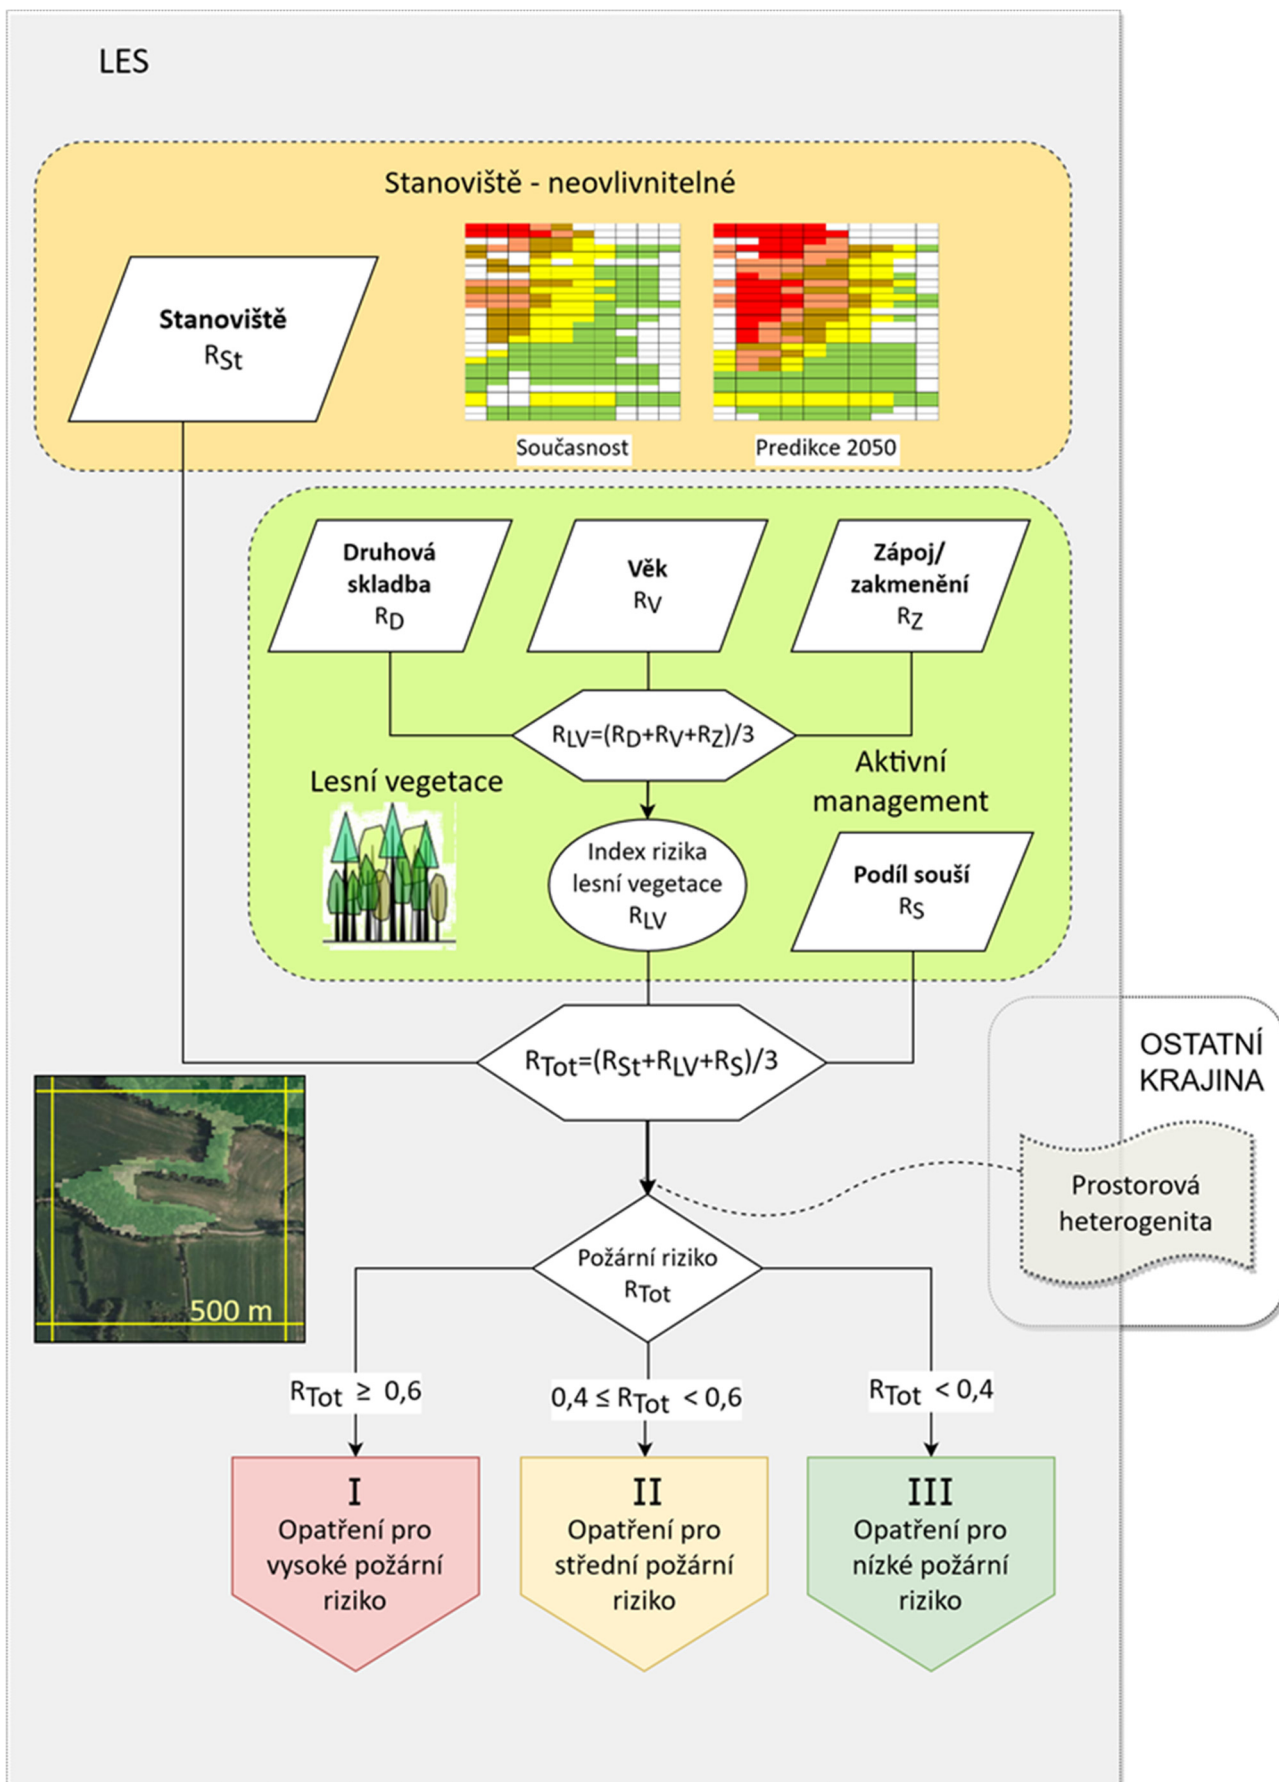 LES
Stanoviště - neovlivnitelné
Stanoviště
RSt
Současnost
Predikce 2050
Druhová
skladba
RD
Věk
RV
Zápoj/
zakmenění
RZ
RLV=(RD+RV+RZ)/3
Lesní vegetace
Aktivní
management
Index rizika
lesní vegetace
RLV
Podíl souší
RS
RTot=(RSt+RLV+RS)/3
OSTATNÍ
KRAJINA
Prostorová
heterogenita
500 m
Požární riziko
RTot
RTot ≥ 0,6
0,4 ≤ RTot < 0,6
RTot < 0,4
I
Opatření pro
vysoké požární
riziko
II
Opatření pro
střední požární
riziko
III
Opatření pro
nízké požární
riziko